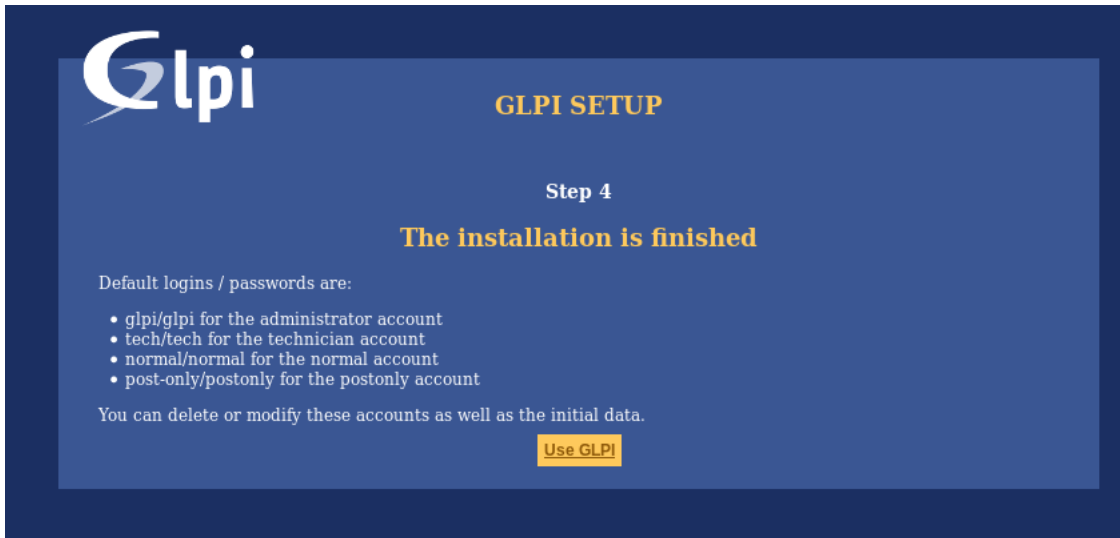 Glpi
GLPI SETUP
Step 4
The installation is finished
Default logins / passwords are:
• glpi/glpi for the administrator account
• tech/tech for the technician account
• normal/normal for the normal account
• post-only/postonly for the postonly account
You can delete or modify these accounts as well as the initial data.
Use GLPI